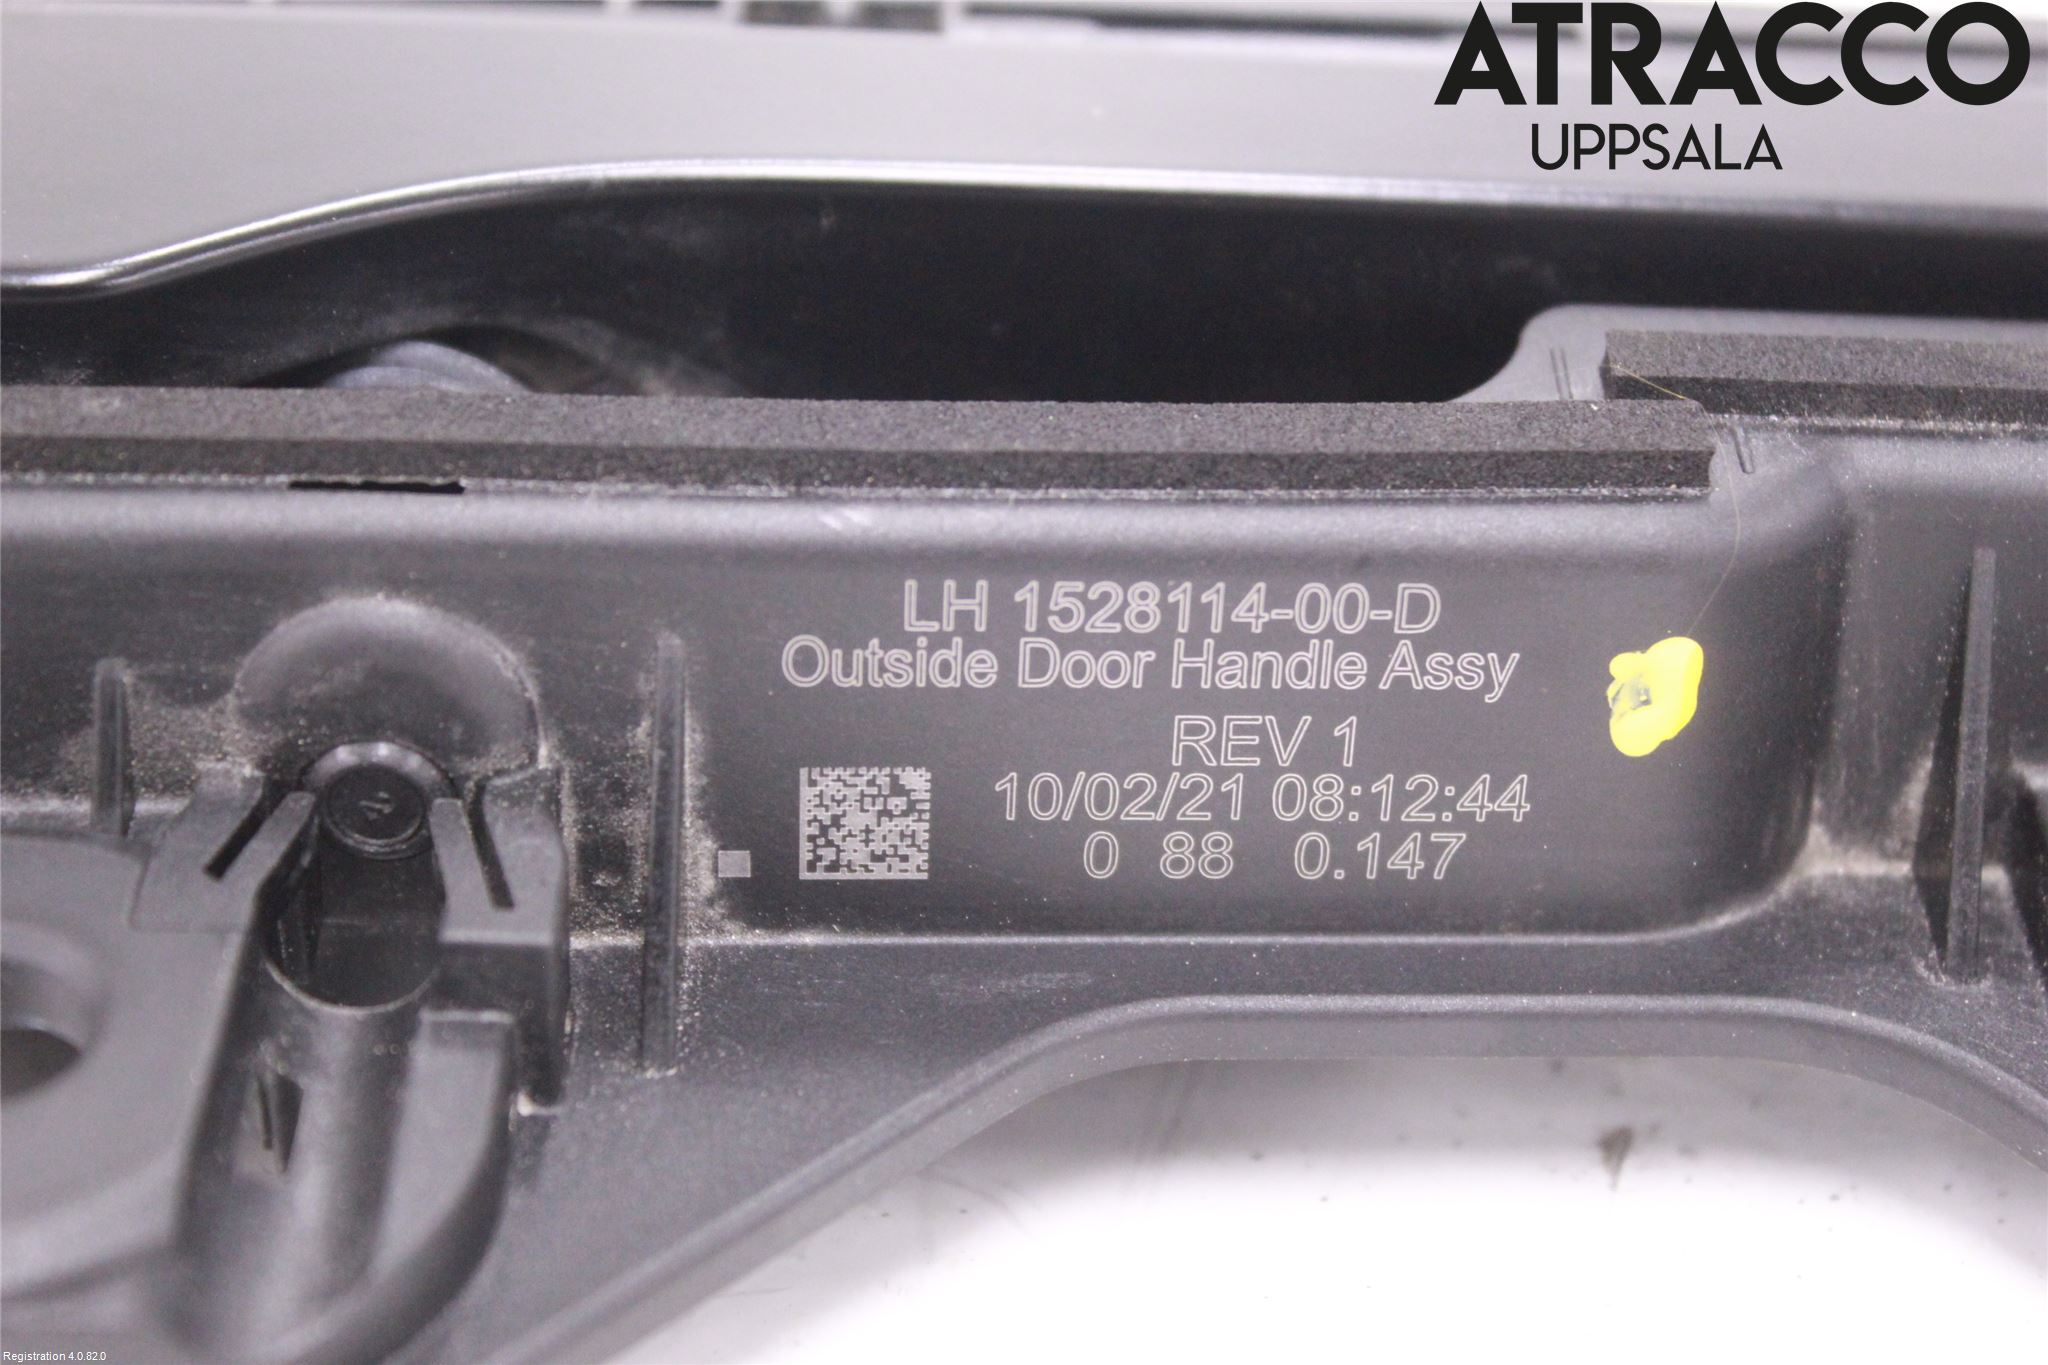 ATRACCO
UPPSALA
LH 1528114-00-D
Outside Door Handle Assy
REV 1
10/02/21 08:12:44
0 88 0.147
Registration 4.0.82.0